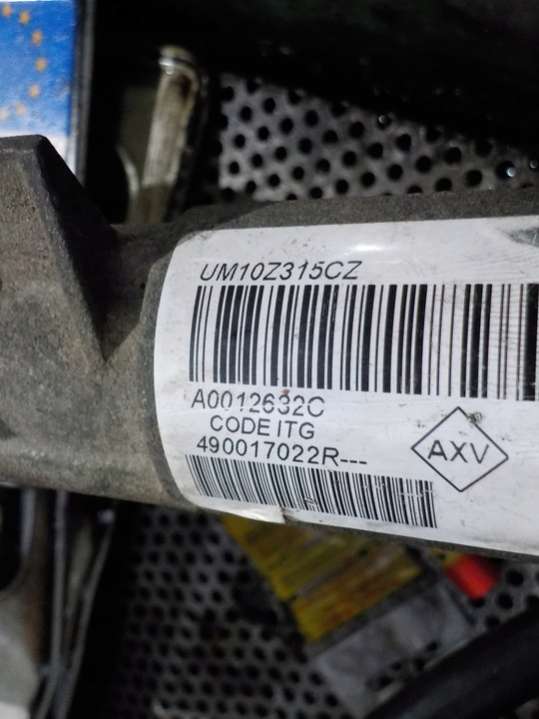 UM10Z315CZ
A0012632C
CODE ITG
490017022R---
AXV